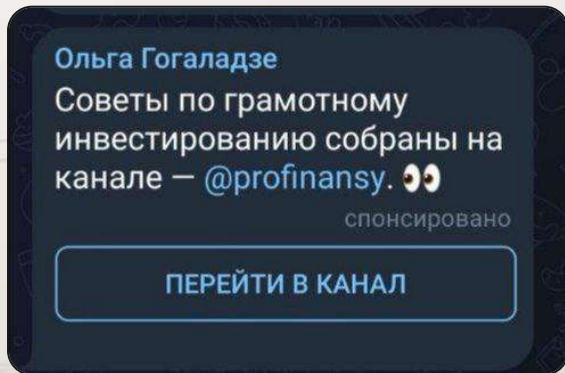 Ольга Гогаладзе
Советы по грамотному
инвестированию собраны на
канале — @profinansy. 👀
спонсировано
ПЕРЕЙТИ В КАНАЛ